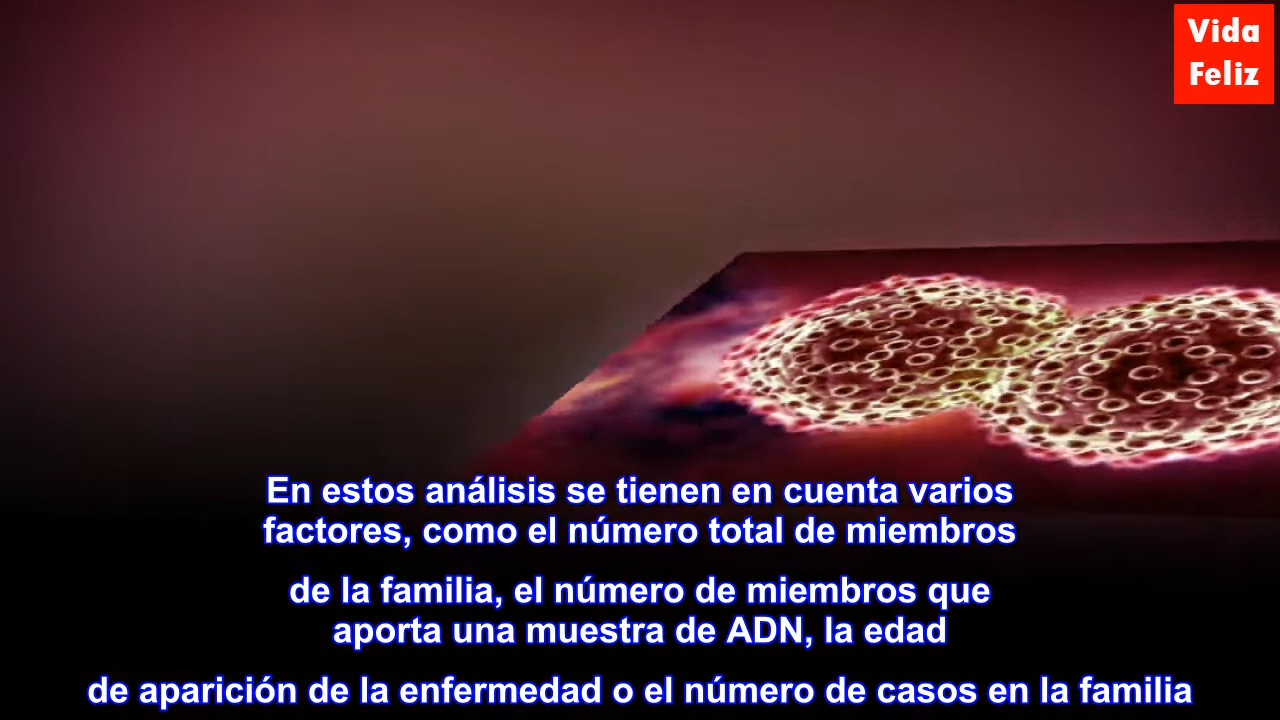 Vida
Feliz
En estos análisis se tienen en cuenta varios
factores, como el número total de miembros
de la familia, el número de miembros que
aporta una muestra de ADN, la edad
de aparición de la enfermedad o el número de casos en la familia